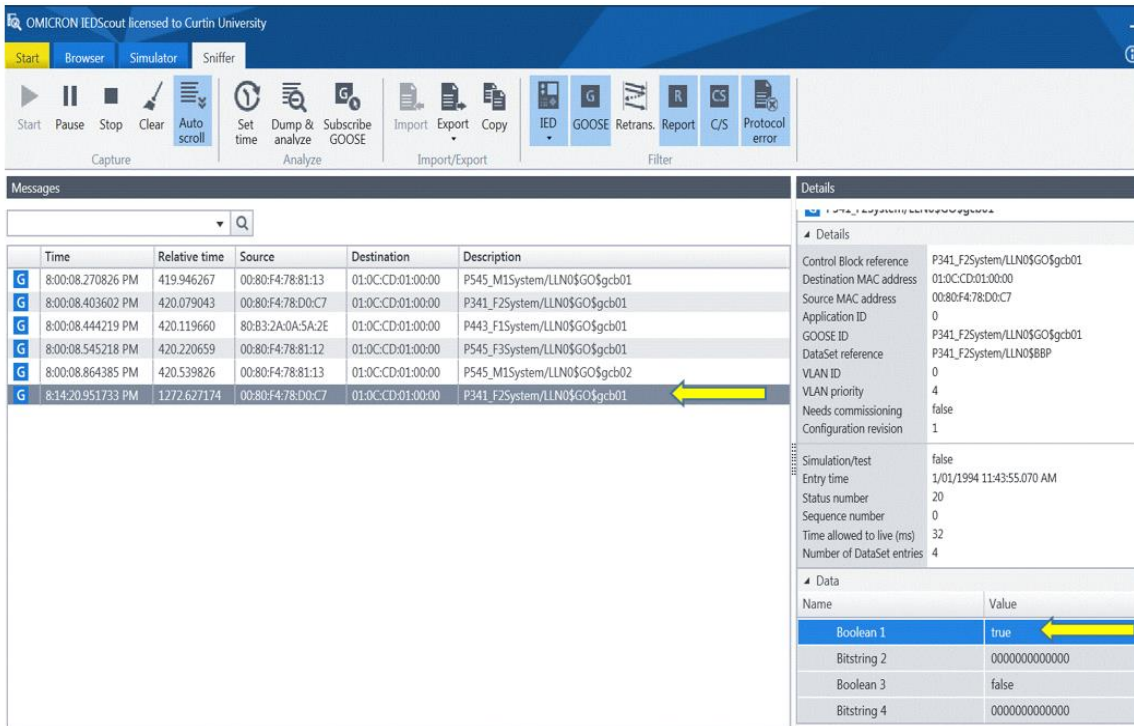 OMICRON IEDScout licensed to Curtin University
Start Browser Simulator Sniffer
Start Pause Stop Clear Auto scroll Set time Dump & analyze Subscribe GOOSE Import Export Copy IED GOOSE Retrans. Report C/S Protocol error
Capture Analyze Import/Export Filter
Messages
Time Relative time Source Destination Description
G 8:00:08.270826 PM 419.946267 00:80:F4:78:81:13 01:0C:CD:01:00:00 P545_M1System/LLN0$GO$gcb01
G 8:00:08.403602 PM 420.079043 00:80:F4:78:D0:C7 01:0C:CD:01:00:00 P341_F2System/LLN0$GO$gcb01
G 8:00:08.444219 PM 420.119660 80:B3:2A:0A:5A:2E 01:0C:CD:01:00:00 P443_F1System/LLN0$GO$gcb01
G 8:00:08.545218 PM 420.220659 00:80:F4:78:81:12 01:0C:CD:01:00:00 P545_F3System/LLN0$GO$gcb01
G 8:00:08.864385 PM 420.539826 00:80:F4:78:81:13 01:0C:CD:01:00:00 P545_M1System/LLN0$GO$gcb02
G 8:14:20.951733 PM 1272.627174 00:80:F4:78:D0:C7 01:0C:CD:01:00:00 P341_F2System/LLN0$GO$gcb01
Details
Details
Control Block reference P341_F2System/LLN0$GO$gcb01
Destination MAC address 01:0C:CD:01:00:00
Source MAC address 00:80:F4:78:D0:C7
Application ID 0
GOOSE ID P341_F2System/LLN0$GO$gcb01
DataSet reference P341_F2System/LLN0$BBP
VLAN ID 0
VLAN priority 4
Needs commissioning false
Configuration revision 1
Simulation/test false
Entry time 1/01/1994 11:43:55.070 AM
Status number 20
Sequence number 0
Time allowed to live (ms) 32
Number of DataSet entries 4
Data
Name Value
Boolean 1 true
Bitstring 2 0000000000000
Boolean 3 false
Bitstring 4 0000000000000